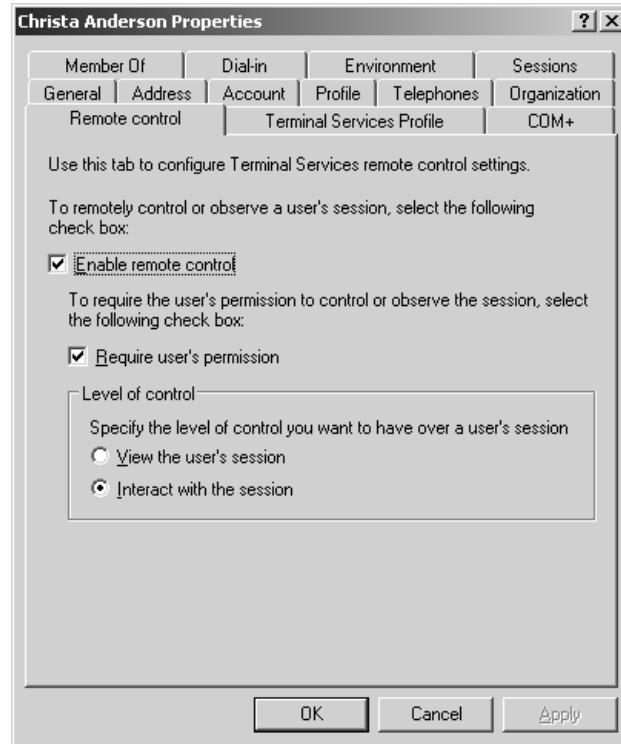 Christa Anderson Properties
Member Of Dial-in Environment Sessions
General Address Account Profile Telephones Organization
Remote control Terminal Services Profile COM+
Use this tab to configure Terminal Services remote control settings.
To remotely control or observe a user's session, select the following
check box:
Enable remote control
To require the user's permission to control or observe the session, select
the following check box:
Require user's permission
Level of control
Specify the level of control you want to have over a user's session
View the user's session
Interact with the session
OK Cancel Apply